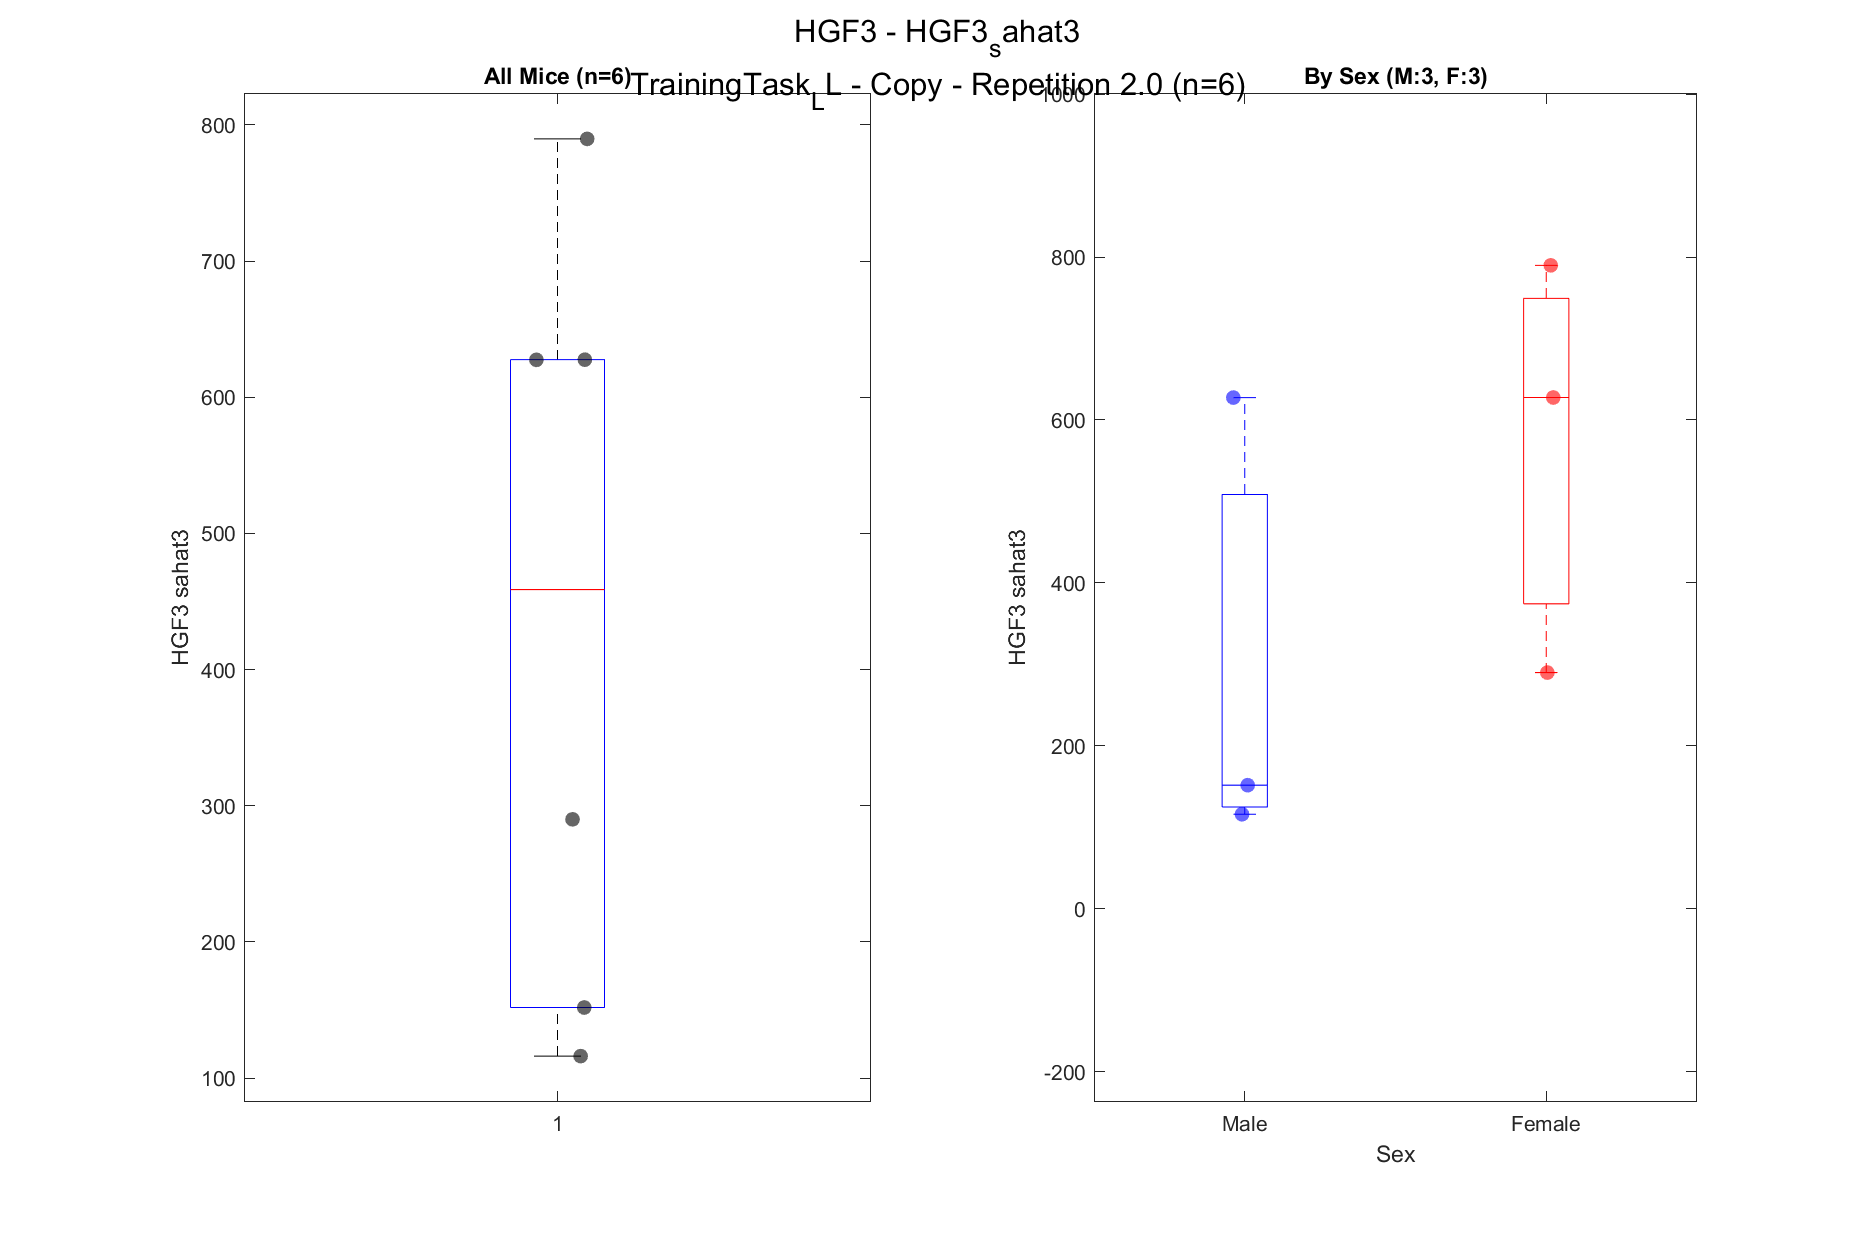 HGF3 - HGF3sahat3
TrainingTaskLL - Copy - Repetition 2.0 (n=6)
All Mice (n=6)
800
700
600
500
400
300
200
100
HGF3 sahat3
1
By Sex (M:3, F:3)
1000
800
600
400
200
0
-200
HGF3 sahat3
Male
Female
Sex